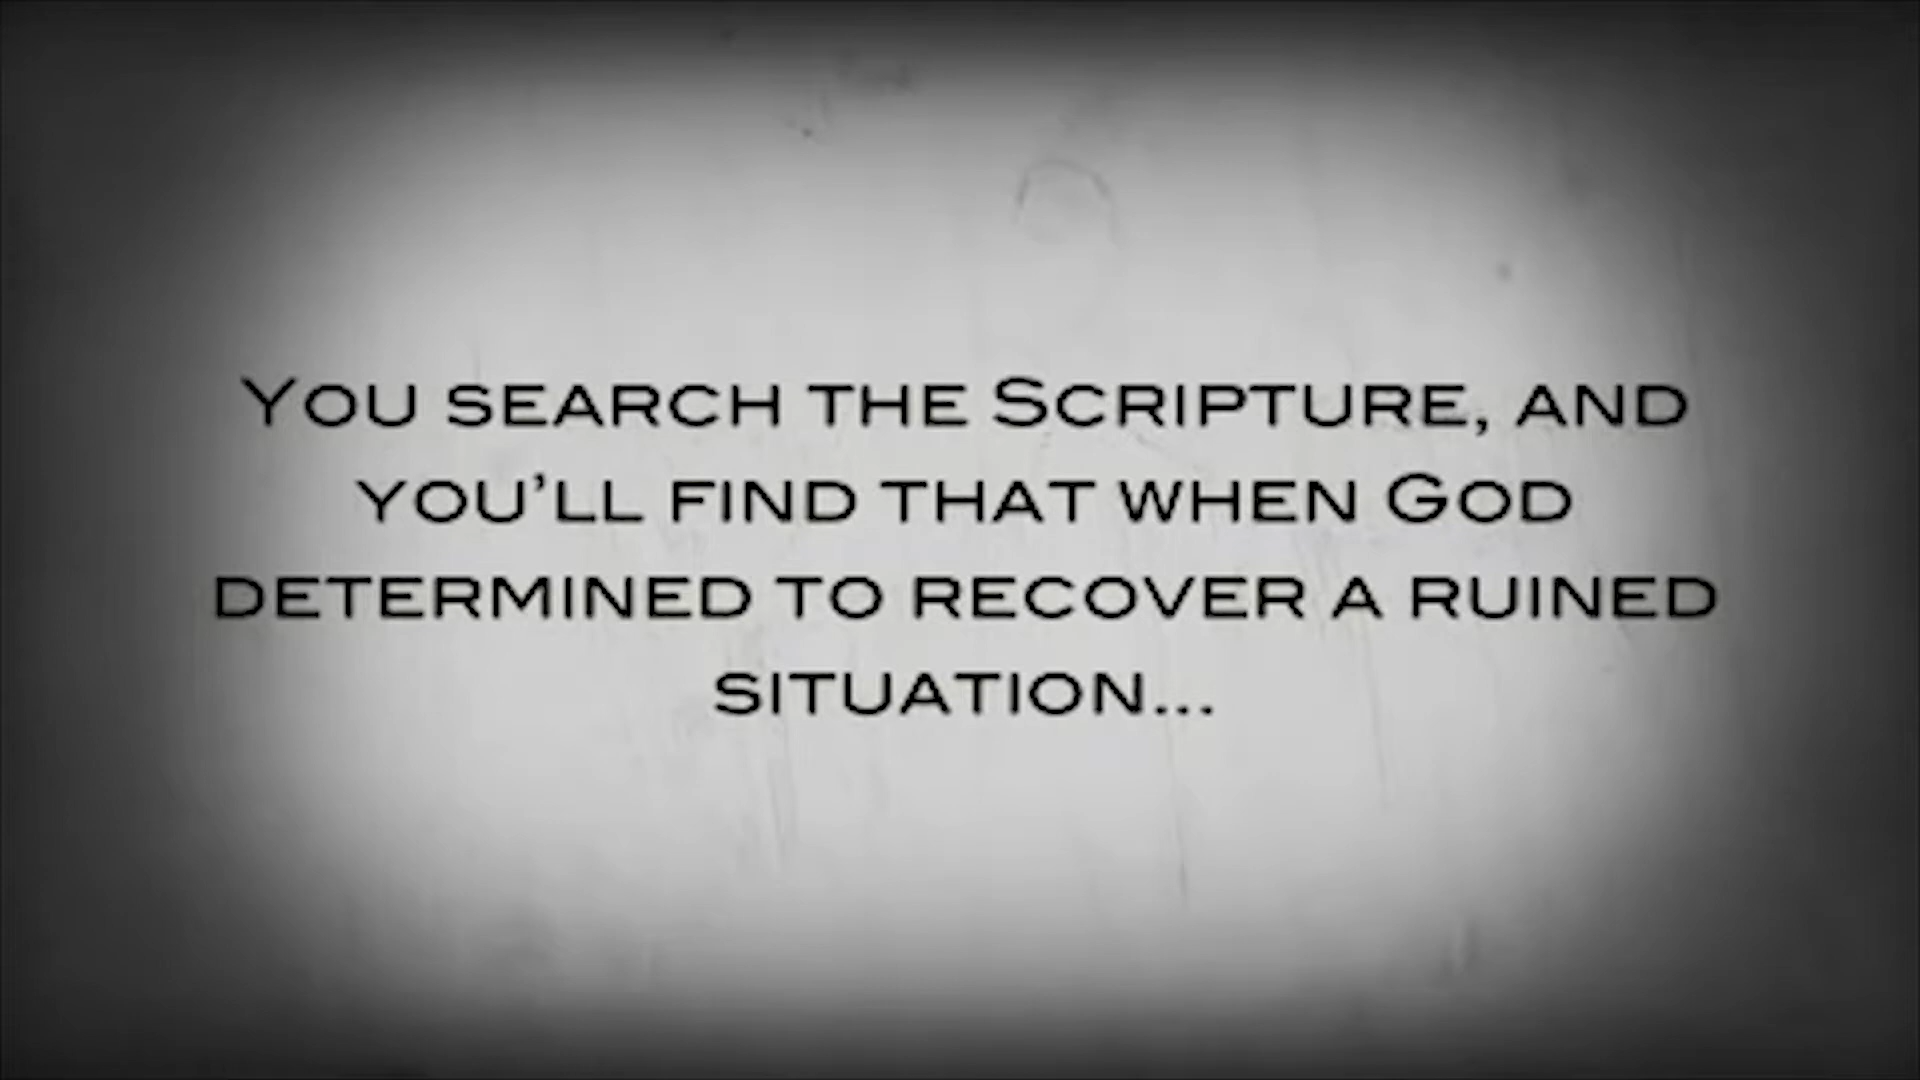 You search the Scripture, and
you'll find that when God
determined to recover a ruined
situation...